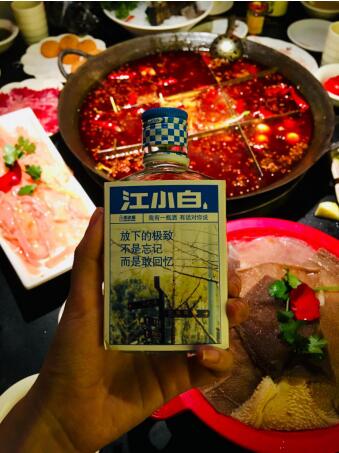 江小白
我有一瓶酒 有话对你说
放下的极致
不是忘记
而是敢回忆